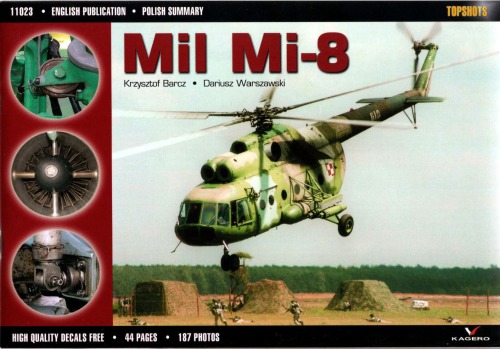 11023 • ENGLISH PUBLICATION • POLISH SUMMARY
TOPSHOTS
Mil Mi-8
Krzysztof Barcz • Dariusz Warszawski
HIGH QUALITY DECALS FREE • 44 PAGES • 187 PHOTOS
KAGERO